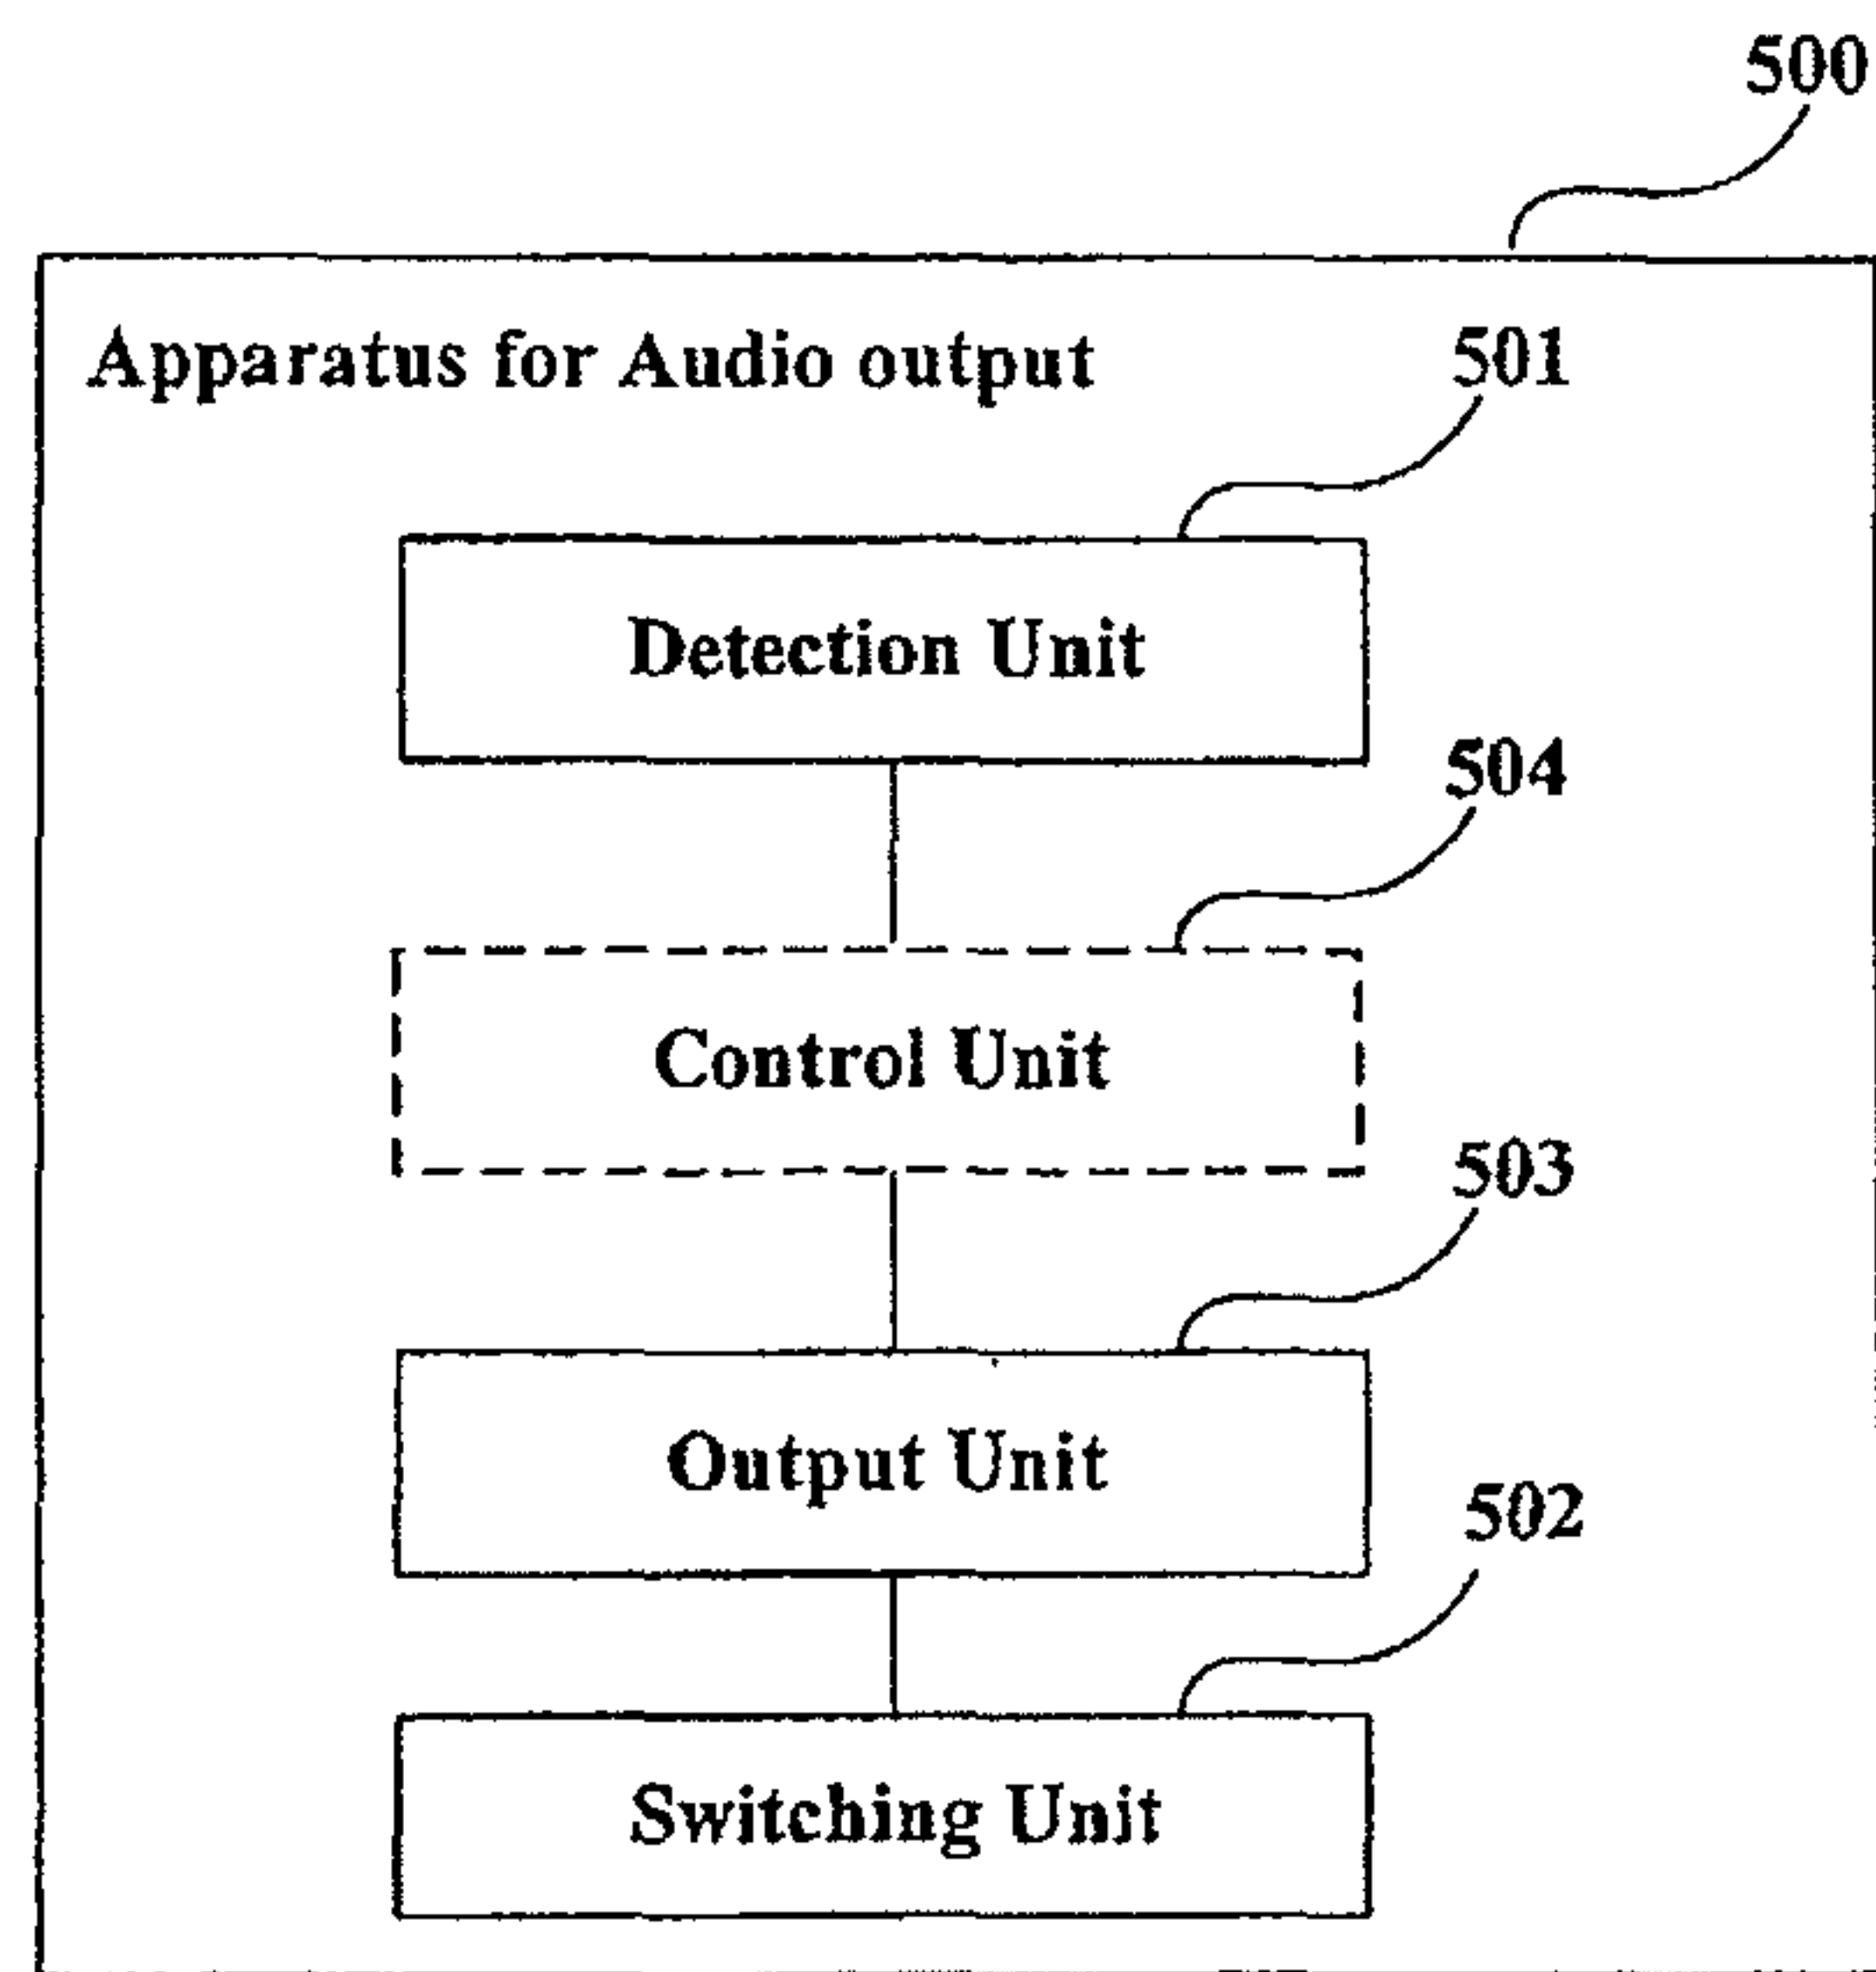 500
Apparatus for Audio output
501
Detection Unit
504
Control Unit
503
Output Unit
502
Switching Unit